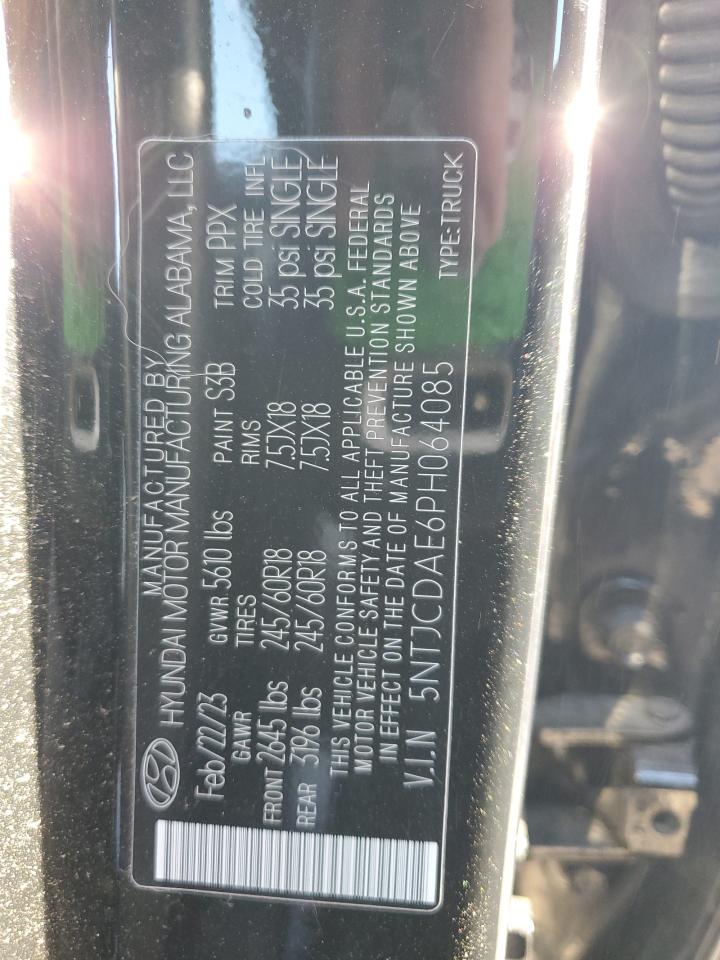 MANUFACTURED BY
HYUNDAI MOTOR MANUFACTURING ALABAMA, LLC
Feb/22/23 GVWR 5610 lbs PAINT S3B TRIM PPX
GAWR TIRES RIMS COLD TIRE INFL
FRONT 2645 lbs 245/60R18 7.5JX18 35 psi SINGLE
REAR 3196 lbs 245/60R18 7.5JX18 35 psi SINGLE
THIS VEHICLE CONFORMS TO ALL APPLICABLE U.S.A. FEDERAL
MOTOR VEHICLE SAFETY AND THEFT PREVENTION STANDARDS
IN EFFECT ON THE DATE OF MANUFACTURE SHOWN ABOVE
V.I.N 5NTJCDAE6PH064085 TYPE:TRUCK